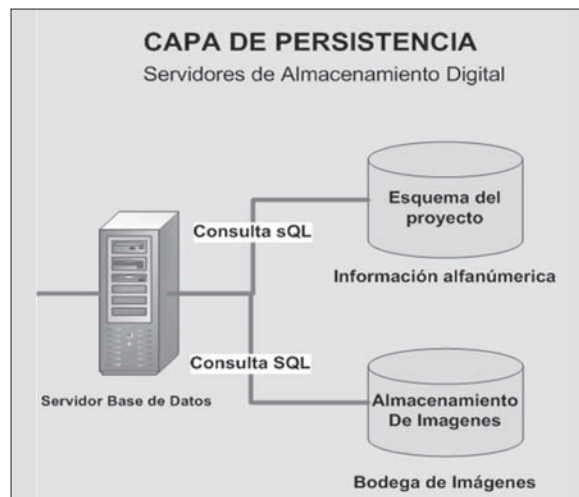 CAPA DE PERSISTENCIA
Servidores de Almacenamiento Digital
Esquema del
proyecto
Consulta sQL
Información alfanúmerica
Consulta SQL
Servidor Base de Datos
Almacenamiento
De Imagenes
Bodega de Imágenes